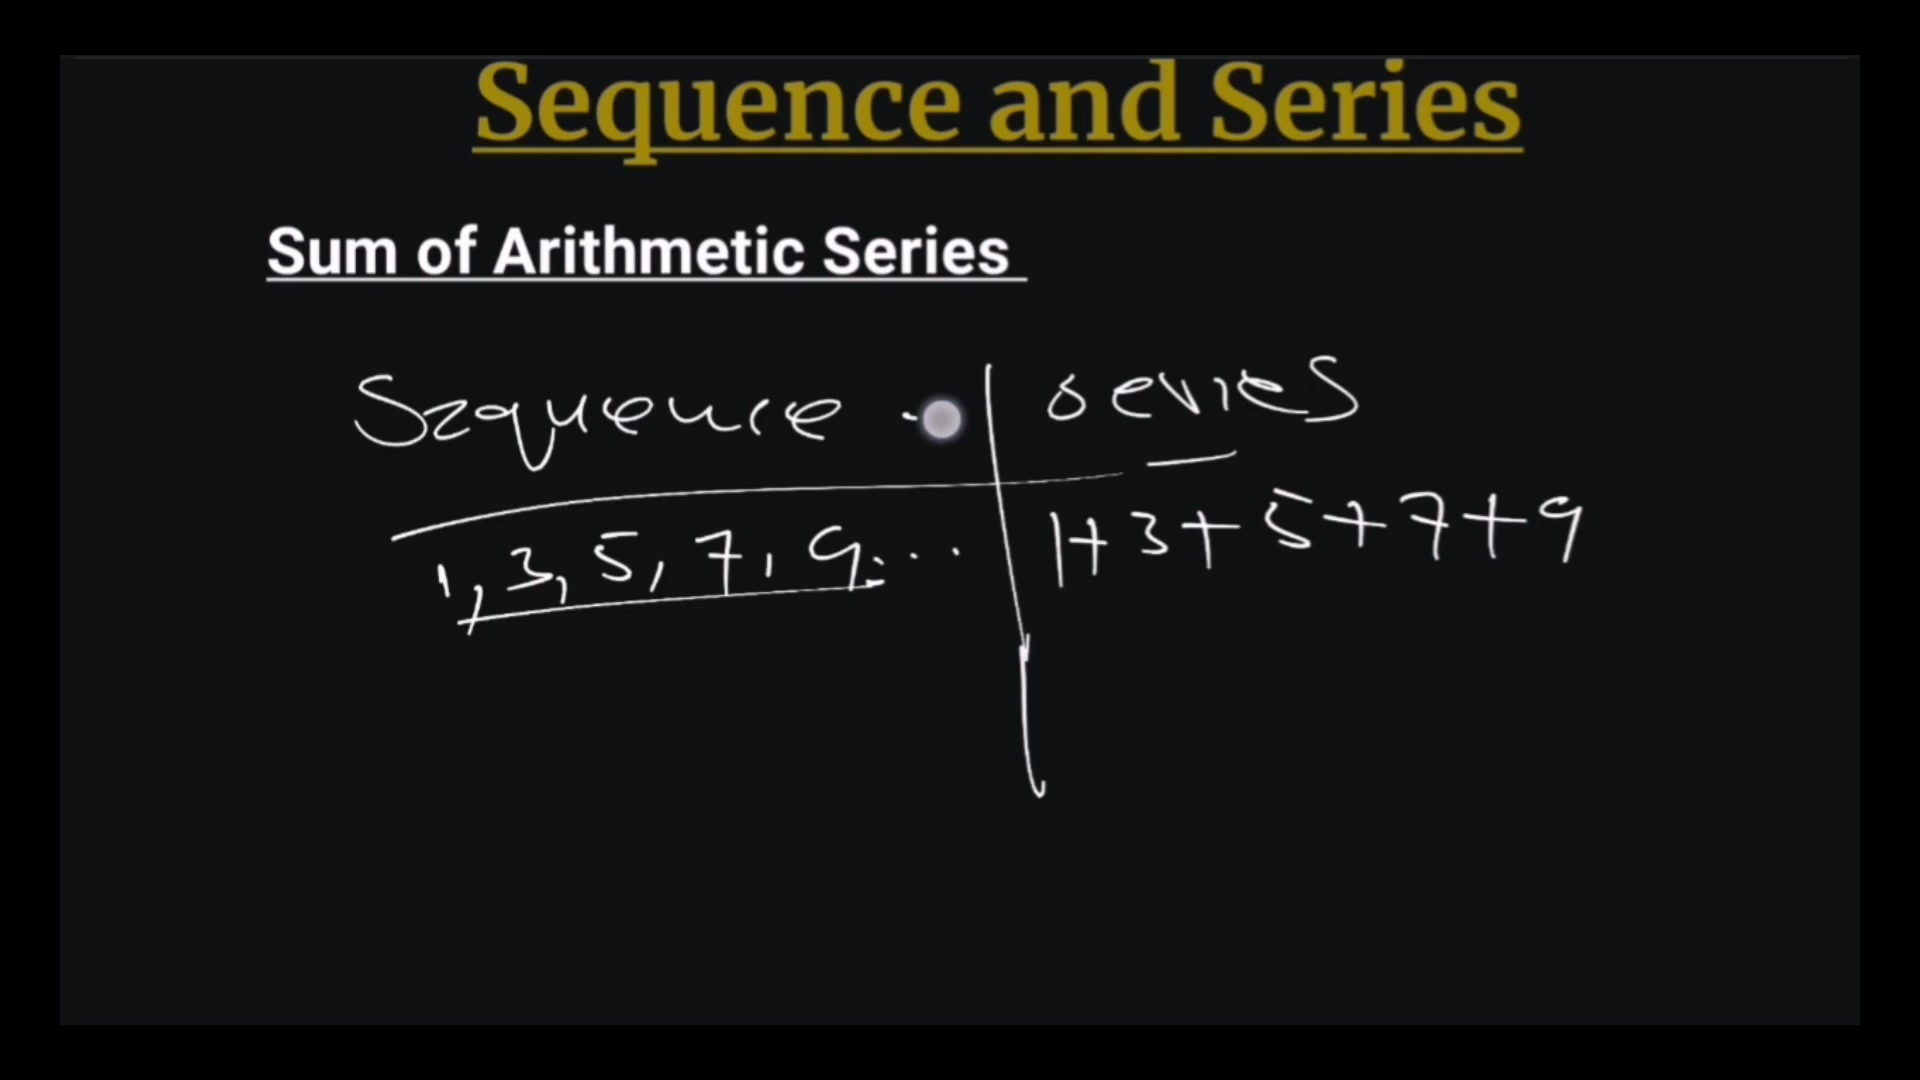 Sequence and Series
Sum of Arithmetic Series
Sequence
series
1, 3, 5, 7, 9...
1+3+5+7+9